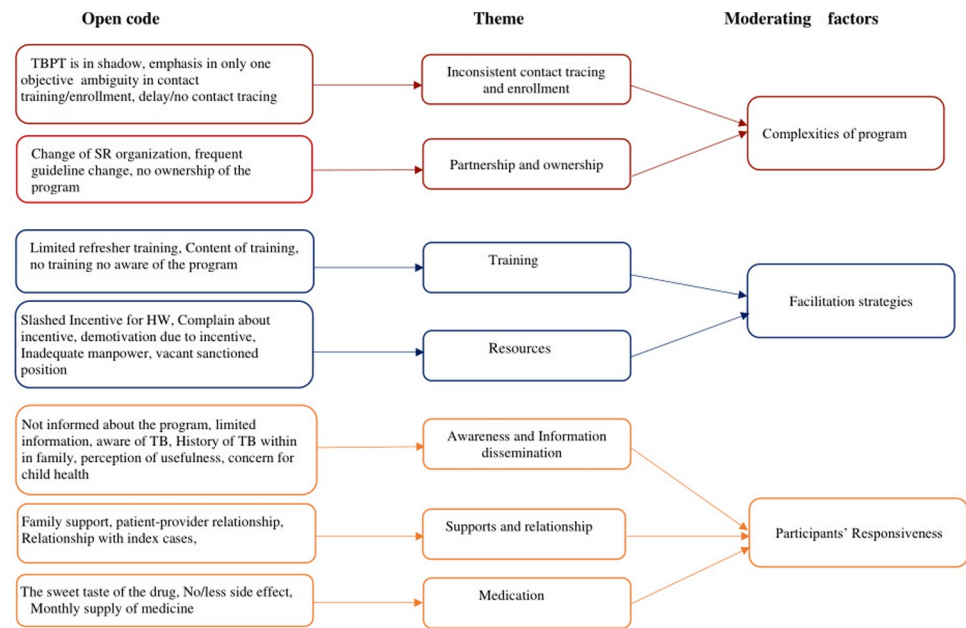 Open code
Theme
Moderating factors
TBPT is in shadow, emphasis in only one
objective ambiguity in contact
training/enrollment, delay/no contact tracing
Inconsistent contact tracing
and enrollment
Complexities of program
Change of SR organization, frequent
guideline change, no ownership of the
program
Partnership and ownership
Limited refresher training, Content of training,
no training no aware of the program
Training
Facilitation strategies
Slashed Incentive for HW, Complain about
incentive, demotivation due to incentive,
Inadequate manpower, vacant sanctioned
position
Resources
Not informed about the program, limited
information, aware of TB, History of TB within
in family, perception of usefulness, concern for
child health
Awareness and Information
dissemination
Family support, patient-provider relationship,
Relationship with index cases,
Supports and relationship
Participants’ Responsiveness
The sweet taste of the drug, No/less side effect,
Monthly supply of medicine
Medication